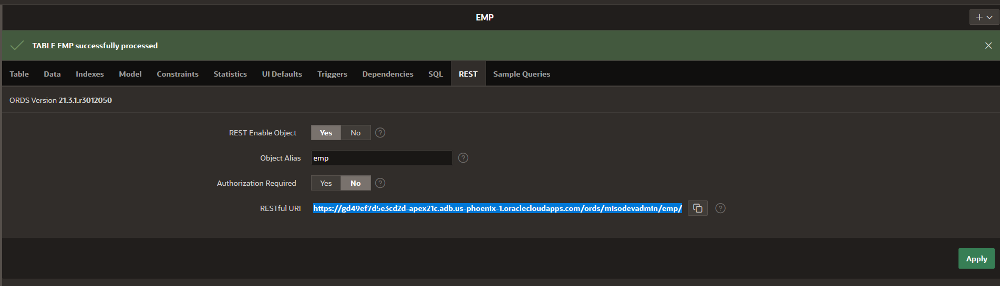 EMP
TABLE EMP successfully processed
Table Data Indexes Model Constraints Statistics UI Defaults Triggers Dependencies SQL REST Sample Queries
ORDS Version 21.3.1.r3012050
REST Enable Object Yes No ?
Object Alias emp ?
Authorization Required Yes No ?
RESTful URI https://gd49ef7d5e3cd2d-apex21c.adb.us-phoenix-1.oraclecloudapps.com/ords/misodevadmin/emp/ ?
Apply